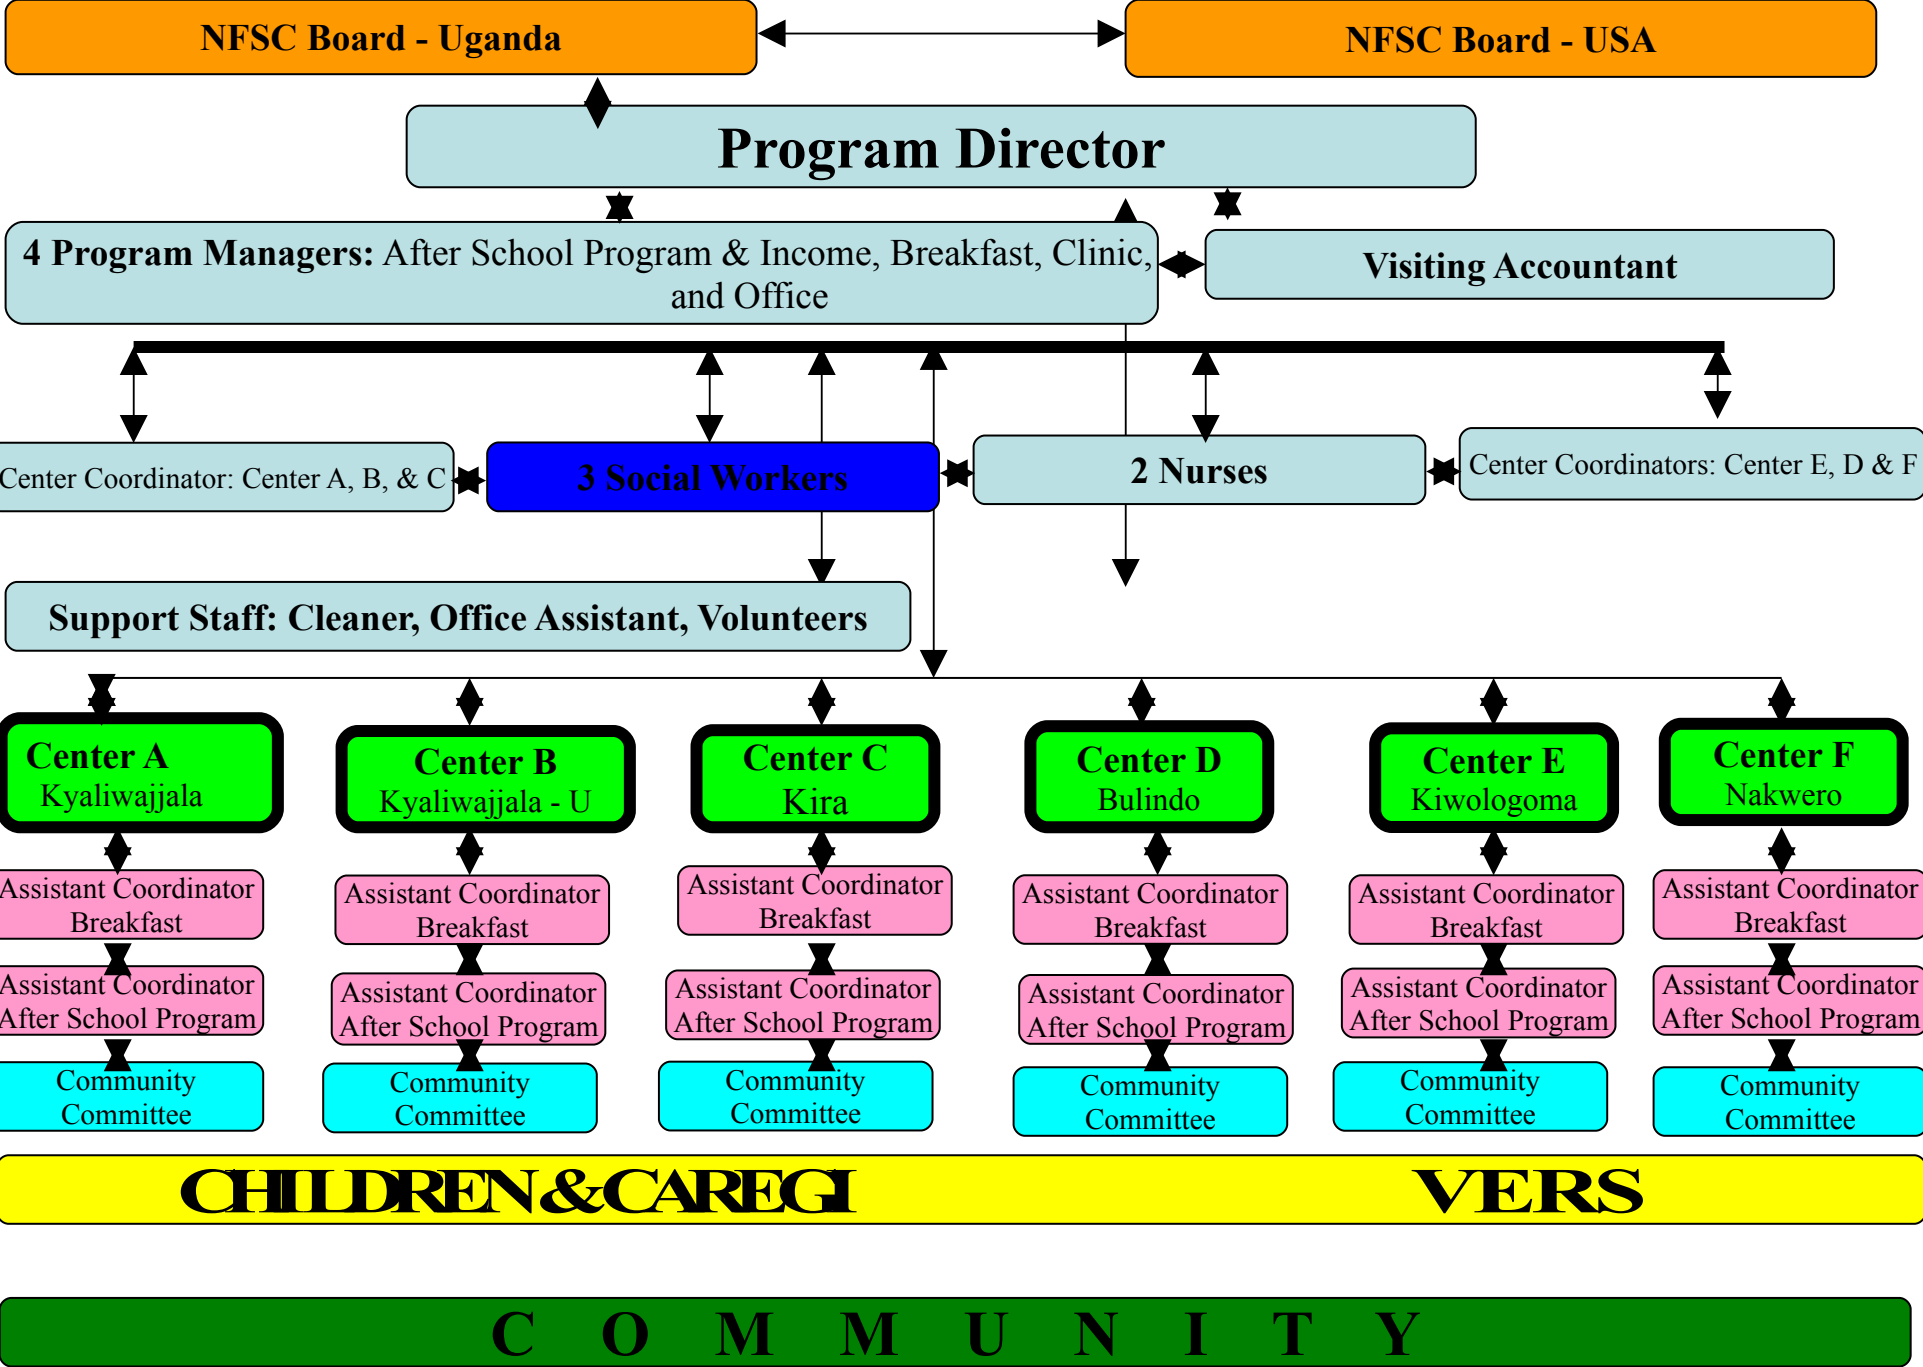 NFSC Board - Uganda
NFSC Board - USA
Program Director
4 Program Managers: After School Program & Income, Breakfast, Clinic,
and Office
Visiting Accountant
Center Coordinator: Center A, B, & C
3 Social Workers
2 Nurses
Center Coordinators: Center E, D & F
Support Staff: Cleaner, Office Assistant, Volunteers
Center A
Kyaliwajjala
Center B
Kyaliwajjala - U
Center C
Kira
Center D
Bulindo
Center E
Kiwologoma
Center F
Nakwero
Assistant Coordinator
Breakfast
Assistant Coordinator
Breakfast
Assistant Coordinator
Breakfast
Assistant Coordinator
Breakfast
Assistant Coordinator
Breakfast
Assistant Coordinator
Breakfast
Assistant Coordinator
After School Program
Assistant Coordinator
After School Program
Assistant Coordinator
After School Program
Assistant Coordinator
After School Program
Assistant Coordinator
After School Program
Assistant Coordinator
After School Program
Community
Committee
Community
Committee
Community
Committee
Community
Committee
Community
Committee
Community
Committee
CHILDREN & CAREGIVERS
COMMUNITY